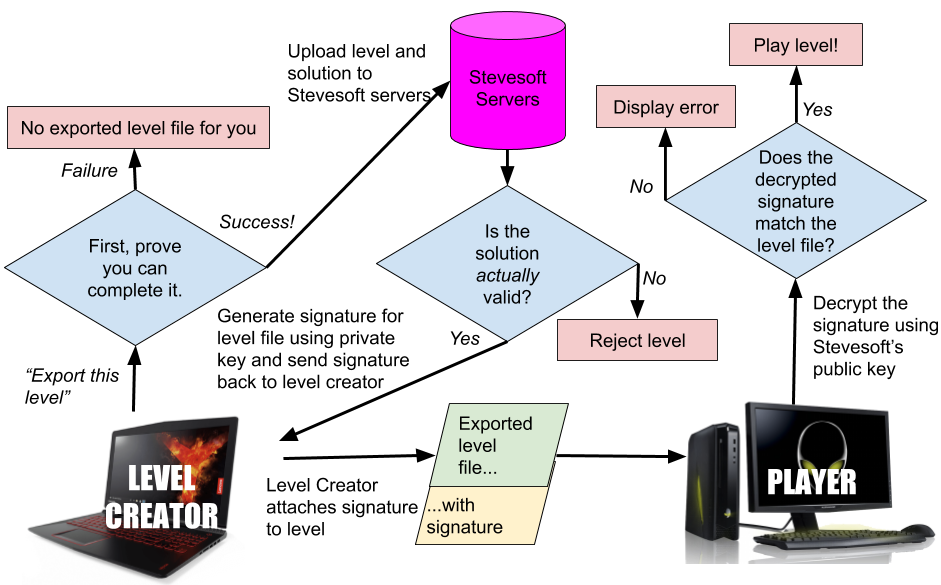 Upload level and
solution to
Stevesoft servers
Stevesoft
Servers
Play level!
Yes
Display error
No
Does the
decrypted
signature
match the
level file?
No exported level file for you
Failure
Success!
First, prove
you can
complete it.
Is the
solution
actually
valid?
No
Reject level
Yes
Generate signature for
level file using private
key and send signature
back to level creator
Decrypt the
signature using
Stevesoft's
public key
“Export this
level”
LEVEL
CREATOR
Level Creator
attaches signature
to level
Exported
level
file...
...with
signature
PLAYER